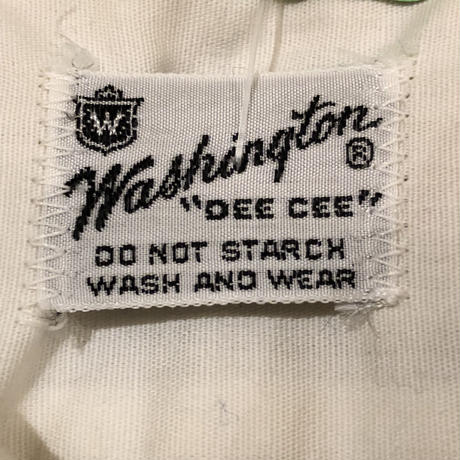 W
Washington®
"DEE CEE"
DO NOT STARCH
WASH AND WEAR